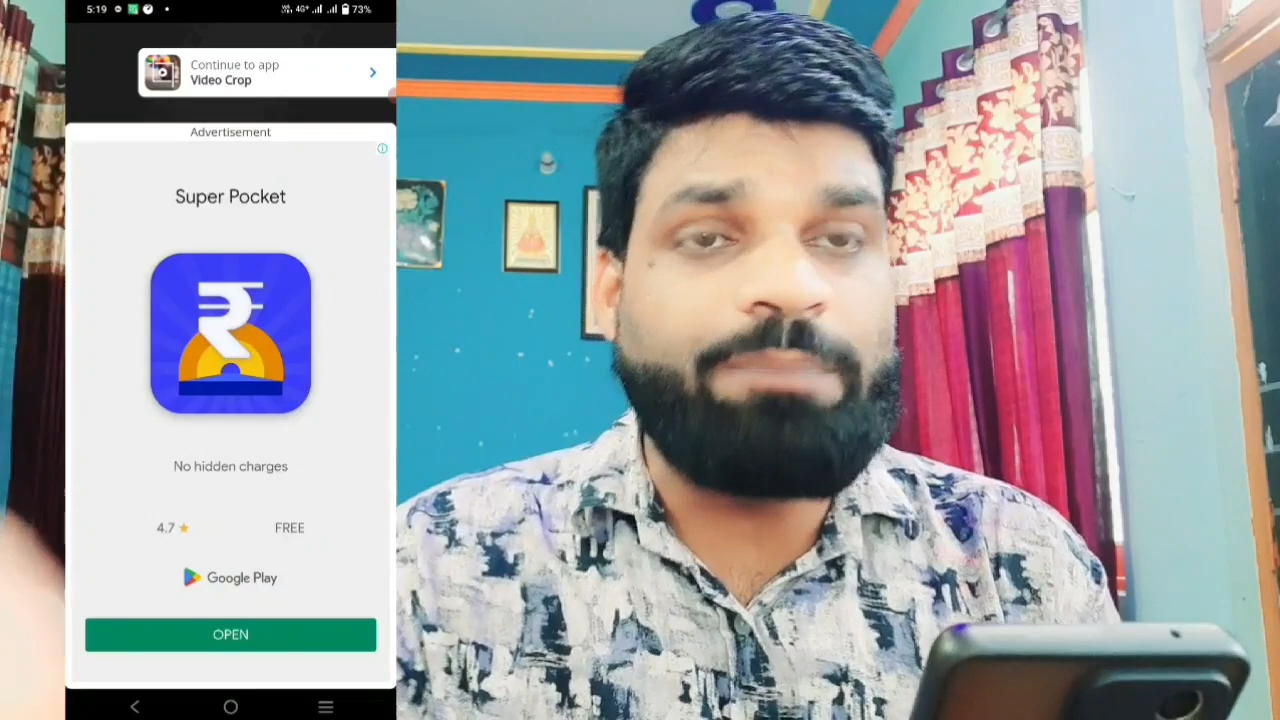 5:19
4G+ 73%
Continue to app
Video Crop
Advertisement
Super Pocket
₹
No hidden charges
4.7 ★ FREE
Google Play
OPEN